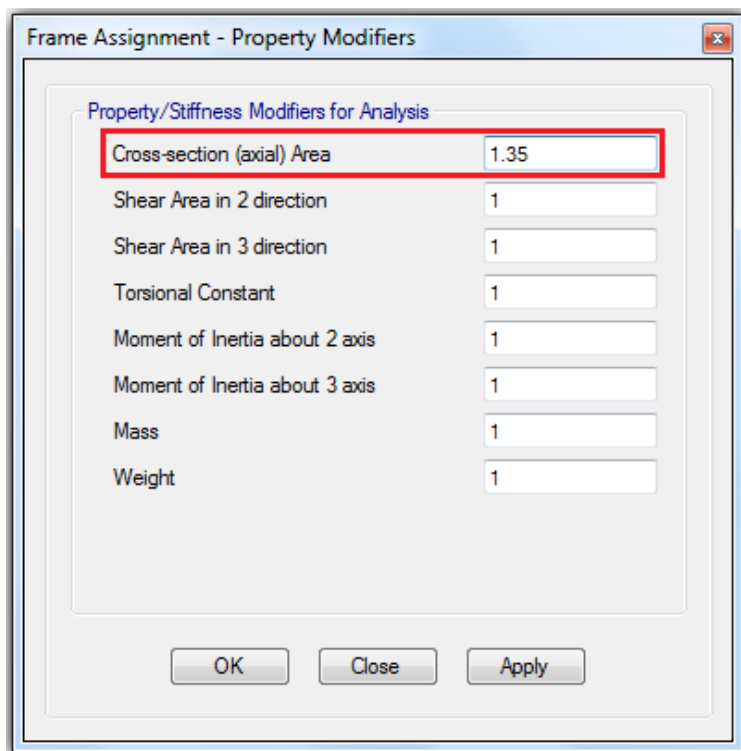 Frame Assignment - Property Modifiers
Property/Stiffness Modifiers for Analysis
Cross-section (axial) Area 1.35
Shear Area in 2 direction 1
Shear Area in 3 direction 1
Torsional Constant 1
Moment of Inertia about 2 axis 1
Moment of Inertia about 3 axis 1
Mass 1
Weight 1
OK Close Apply